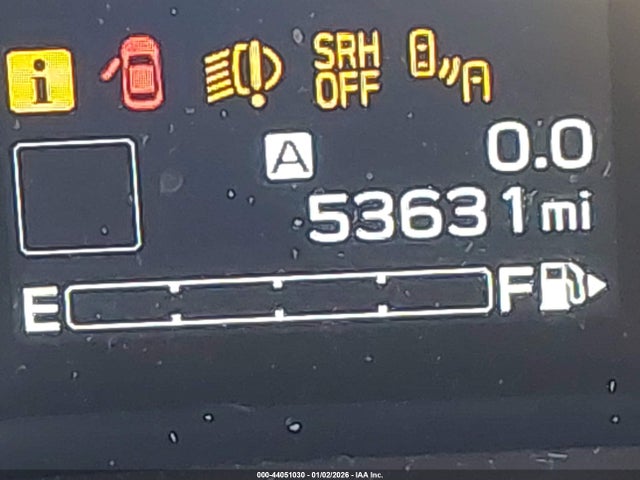 i
SRH
OFF
A 0.0
53631 mi
E F
000-44051030 - 01/02/2026 - IAA Inc.